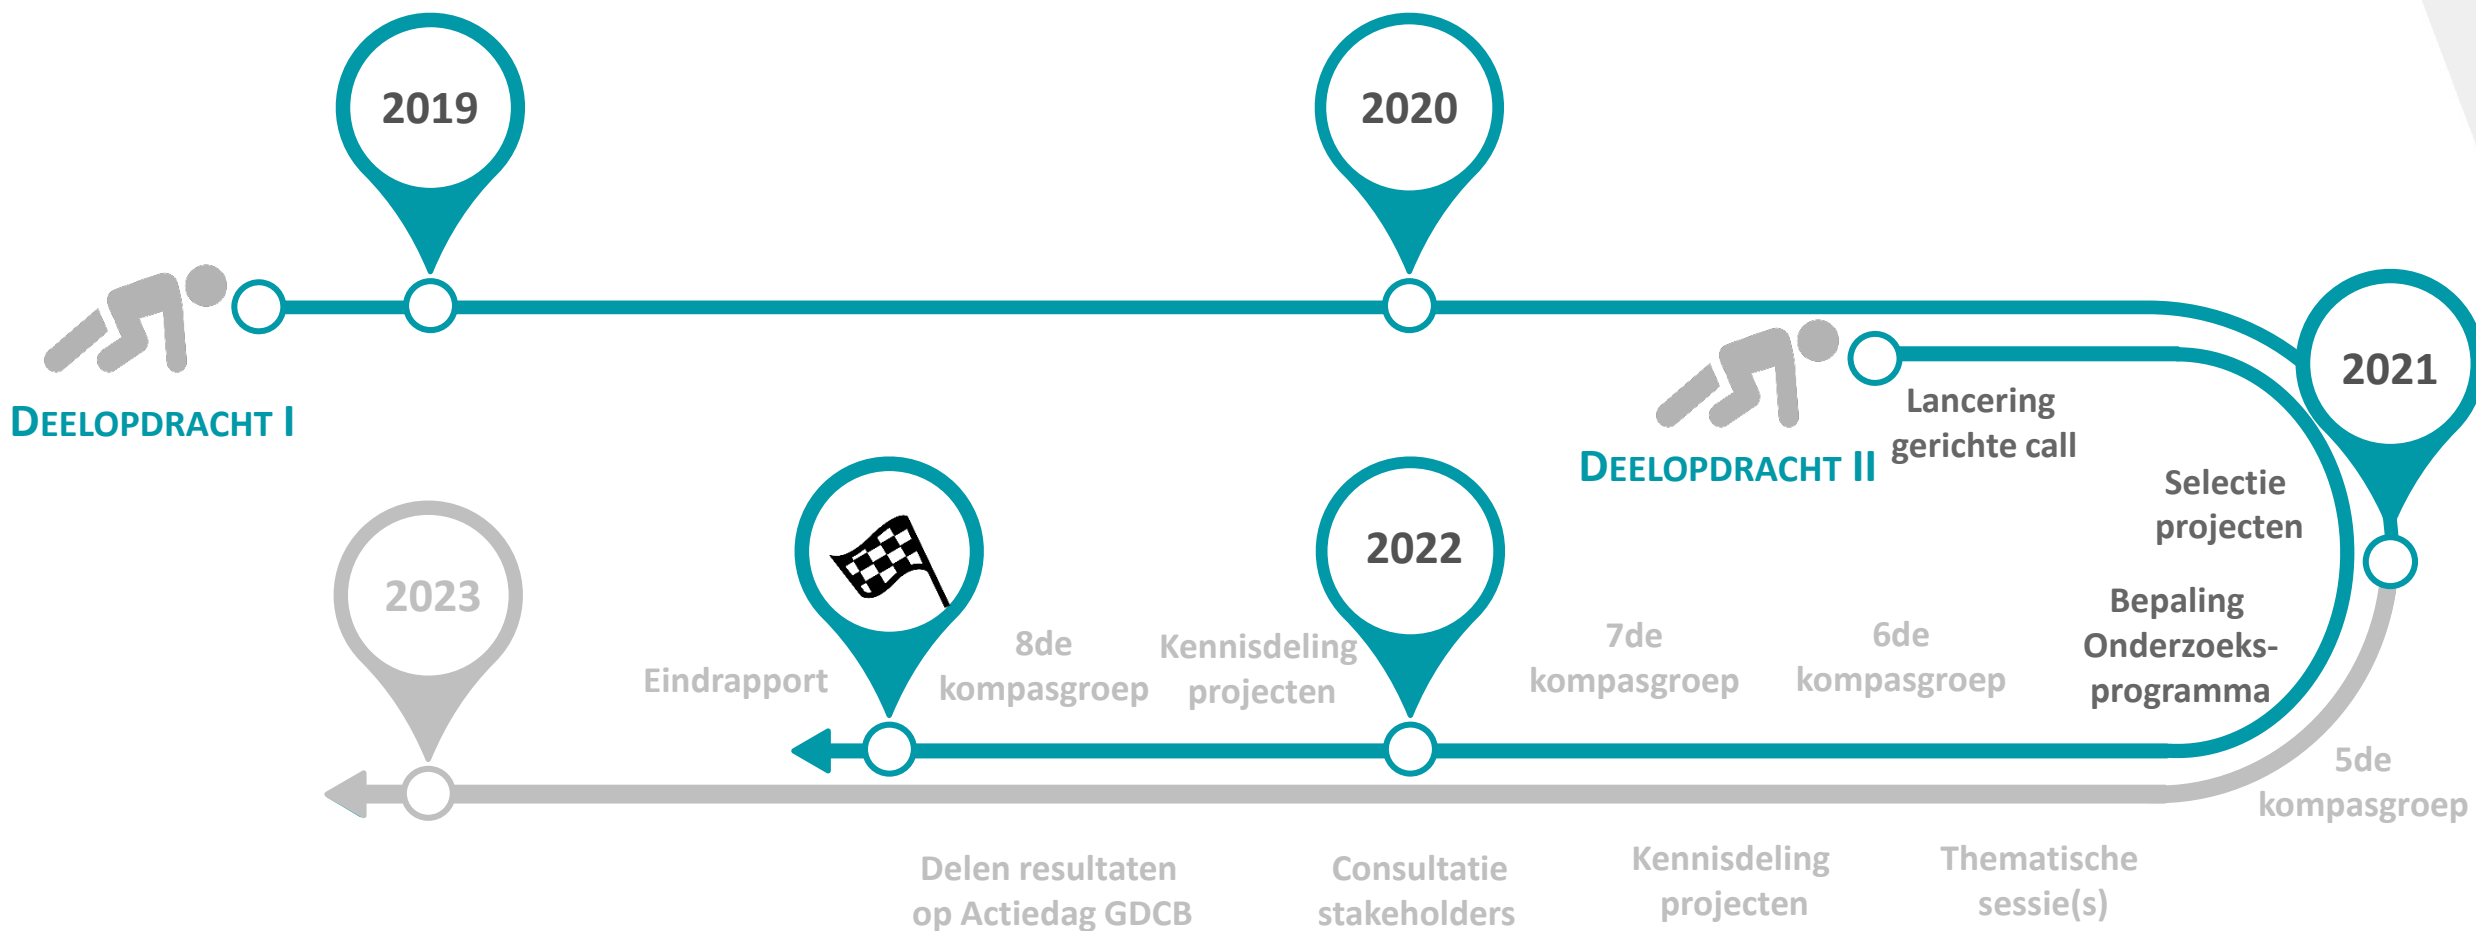 2019
2020
2021
DEELOPDRACHT I
Lancering
gerichte call
DEELOPDRACHT II
Selectie
projecten
2022
2023
Bepaling
Onderzoeks-
programma
6de
kompasgroep
7de
kompasgroep
Kennisdeling
projecten
8de
kompasgroep
Eindrapport
5de
kompasgroep
Thematische
sessie(s)
Kennisdeling
projecten
Consultatie
stakeholders
Delen resultaten
op Actiedag GDCB